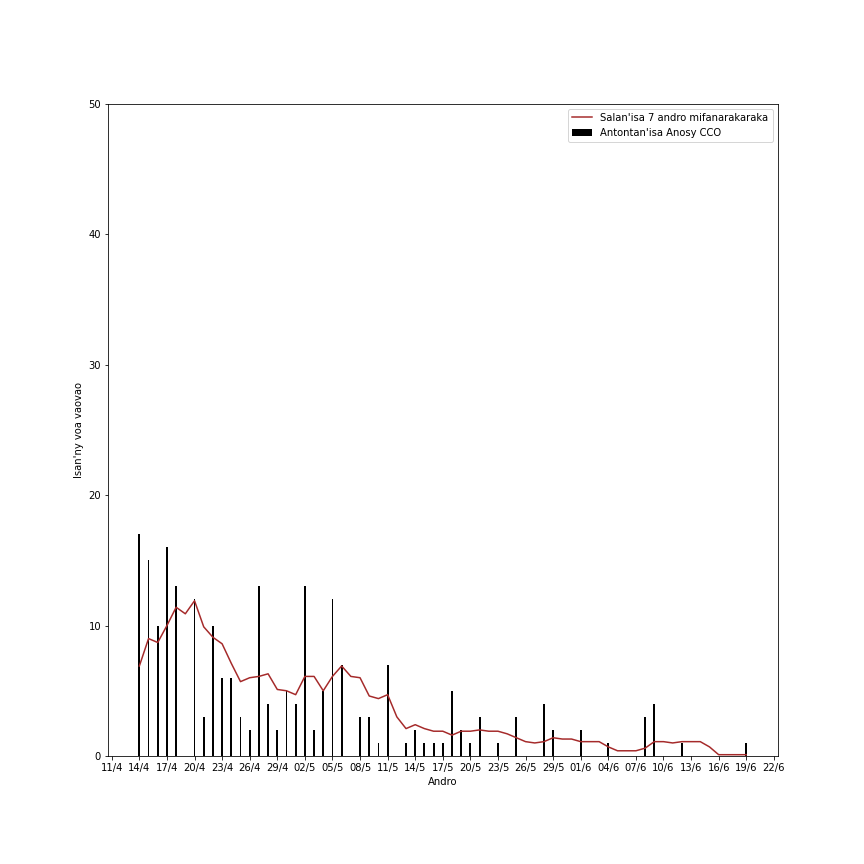 50
Salan'isa 7 andro mifanarakaraka
Antontan'isa Anosy CCO
40
30
Isan'ny voa vaovao
20
10
0
11/4 14/4 17/4 20/4 23/4 26/4 29/4 02/5 05/5 08/5 11/5 14/5 17/5 20/5 23/5 26/5 29/5 01/6 04/6 07/6 10/6 13/6 16/6 19/6 22/6
Andro